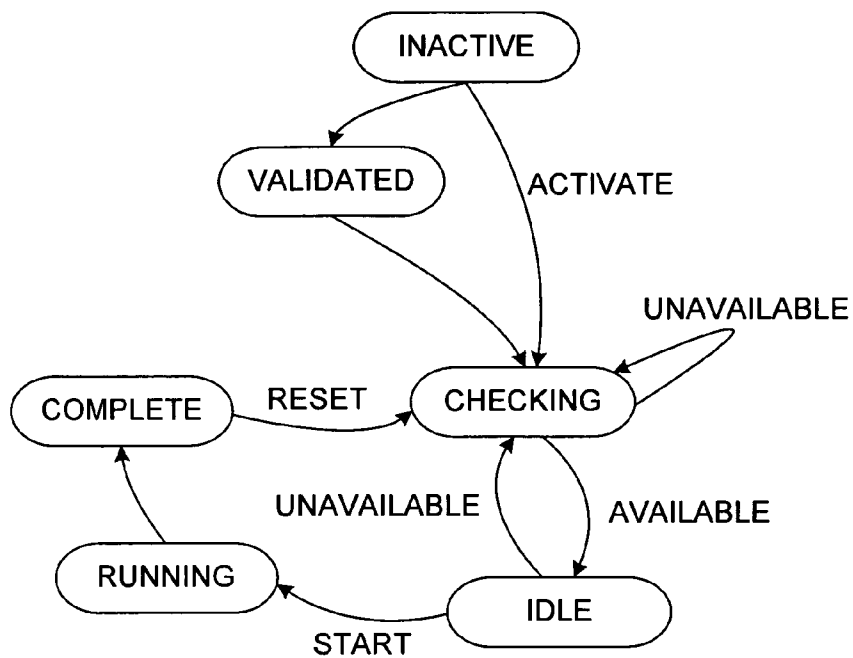 INACTIVE
VALIDATED
ACTIVATE
UNAVAILABLE
COMPLETE
RESET
CHECKING
UNAVAILABLE
AVAILABLE
RUNNING
IDLE
START